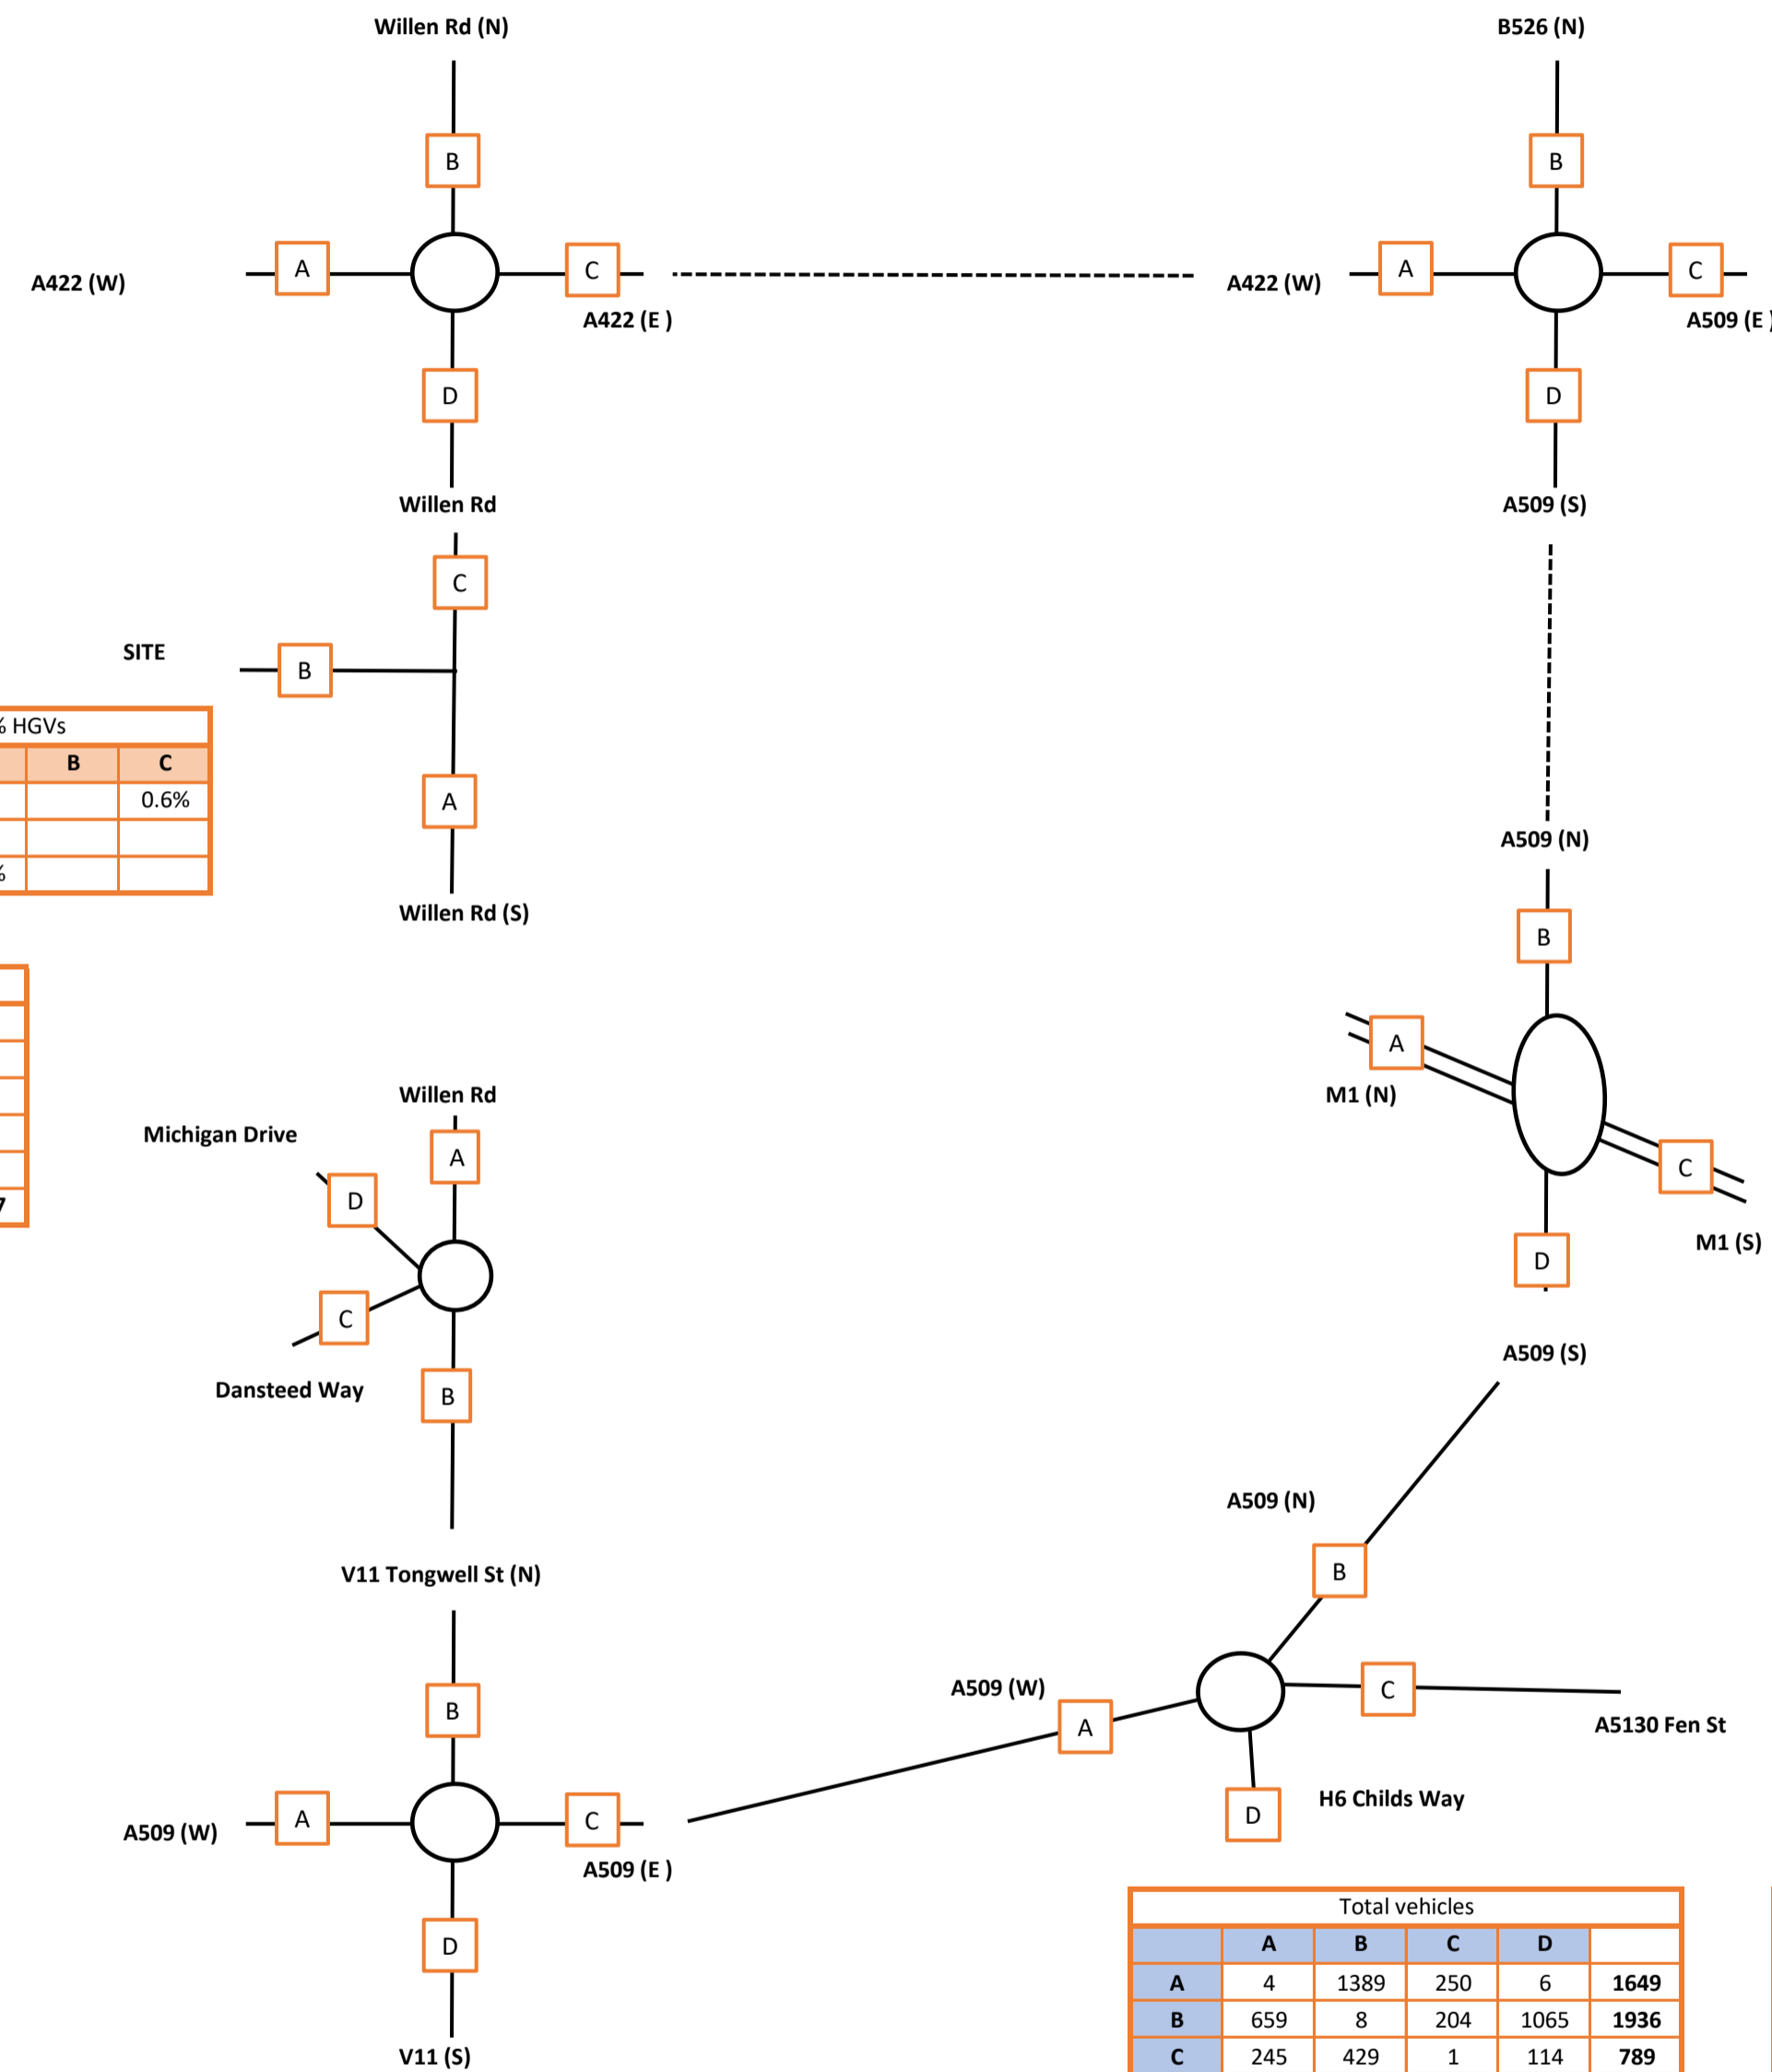 Willen Rd (N)
B526 (N)
B
B
A
C
A
C
A422 (W)
A422 (E )
A422 (W)
A509 (E )
D
D
Willen Rd
A509 (S)
C
SITE
B
% HGVs
B C
0.6%
%
A
A509 (N)
Willen Rd (S)
B
A
M1 (N)
Willen Rd
Michigan Drive
A
D
C
7
M1 (S)
D
C
A509 (S)
Dansteed Way
B
A509 (N)
V11 Tongwell St (N)
B
A509 (W)
B
C
A
A5130 Fen St
H6 Childs Way
D
A
C
A509 (W)
A509 (E )
D
V11 (S)
Total vehicles
A B C D
A 4 1389 250 6 1649
B 659 8 204 1065 1936
C 245 429 1 114 789